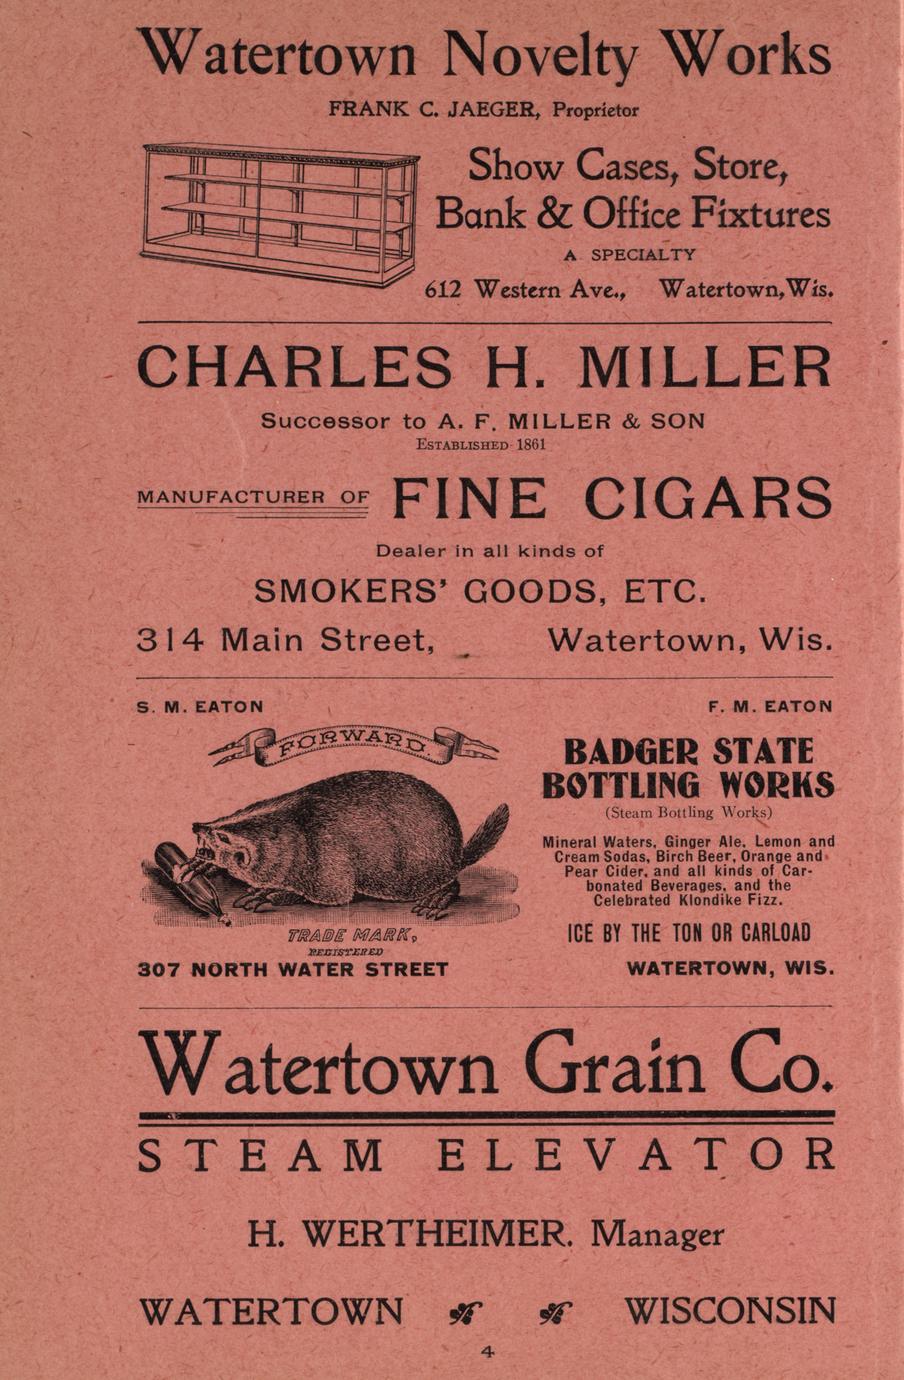 Watertown Novelty Works
FRANK C. JAEGER, Proprietor
Show Cases, Store,
Bank & Office Fixtures
A SPECIALTY
612 Western Ave., Watertown, Wis.
CHARLES H. MILLER
Successor to A. F. MILLER & SON
ESTABLISHED 1861
MANUFACTURER OF FINE CIGARS
Dealer in all kinds of
SMOKERS' GOODS, ETC.
314 Main Street, Watertown, Wis.
S. M. EATON F. M. EATON
FORWARD.
BADGER STATE
BOTTLING WORKS
(Steam Bottling Works)
Mineral Waters, Ginger Ale, Lemon and
Cream Sodas, Birch Beer, Orange and
Pear Cider, and all kinds of Car-
bonated Beverages, and the
Celebrated Klondike Fizz.
ICE BY THE TON OR CARLOAD
TRADE MARK,
REGISTERED
307 NORTH WATER STREET WATERTOWN, WIS.
Watertown Grain Co.
STEAM ELEVATOR
H. WERTHEIMER. Manager
WATERTOWN WISCONSIN
4